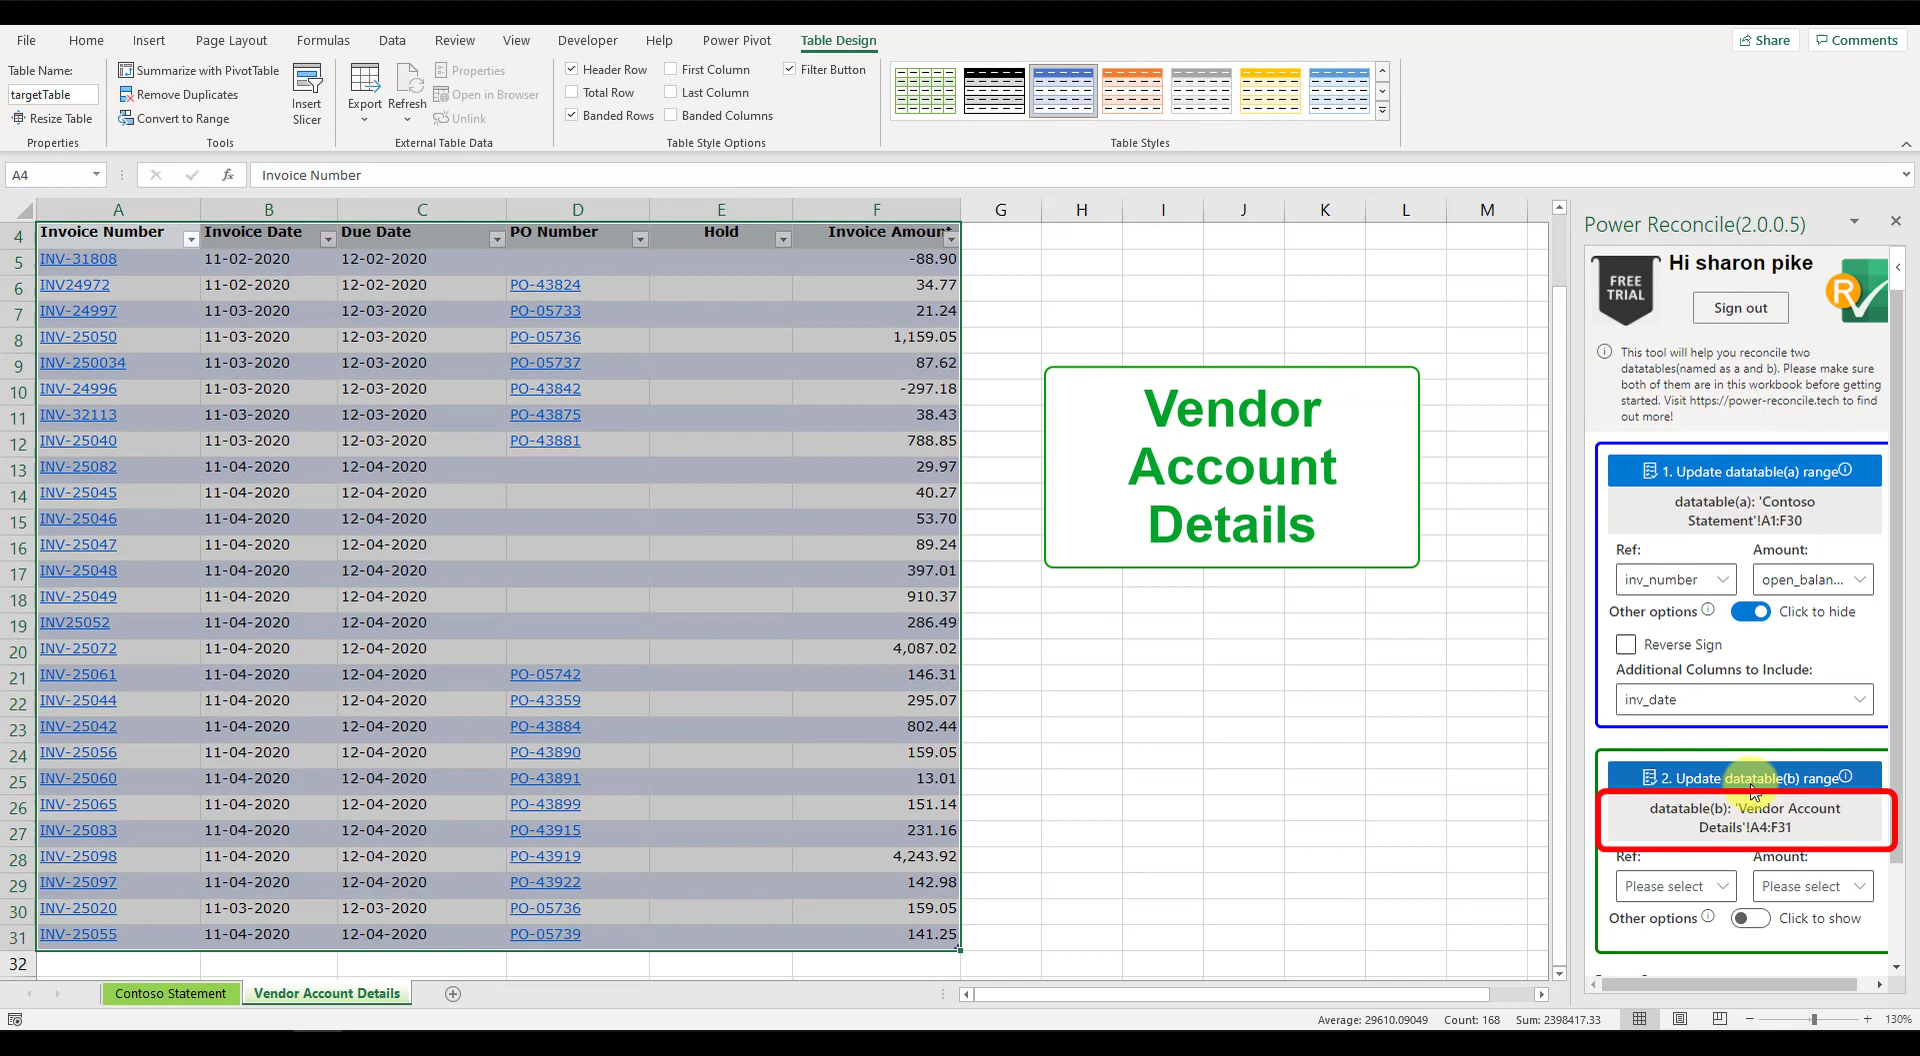 File Home Insert Page Layout Formulas Data Review View Developer Help Power Pivot Table Design Share Comments
Table Name:
targetTable
Resize Table
Properties
Summarize with PivotTable
Remove Duplicates
Convert to Range
Tools
Insert
Slicer
Export
Refresh
Properties
Open in Browser
Unlink
External Table Data
Header Row First Column Filter Button
Total Row Last Column
Banded Rows Banded Columns
Table Style Options
Table Styles
A4 fx Invoice Number
A B C D E F G H I J K L M
4 Invoice Number Invoice Date Due Date PO Number Hold Invoice Amount
5 INV-31808 11-02-2020 12-02-2020 -88.90
6 INV24972 11-02-2020 12-02-2020 PO-43824 34.77
7 INV-24997 11-03-2020 12-03-2020 PO-05733 21.24
8 INV-25050 11-03-2020 12-03-2020 PO-05736 1,159.05
9 INV-250034 11-03-2020 12-03-2020 PO-05737 87.62
10 INV-24996 11-03-2020 12-03-2020 PO-43842 -297.18
11 INV-32113 11-03-2020 12-03-2020 PO-43875 38.43
12 INV-25040 11-03-2020 12-03-2020 PO-43881 788.85
13 INV-25082 11-04-2020 12-04-2020 29.97
14 INV-25045 11-04-2020 12-04-2020 40.27
15 INV-25046 11-04-2020 12-04-2020 53.70
16 INV-25047 11-04-2020 12-04-2020 89.24
17 INV-25048 11-04-2020 12-04-2020 397.01
18 INV-25049 11-04-2020 12-04-2020 910.37
19 INV25052 11-04-2020 12-04-2020 286.49
20 INV-25072 11-04-2020 12-04-2020 4,087.02
21 INV-25061 11-04-2020 12-04-2020 PO-05742 146.31
22 INV-25044 11-04-2020 12-04-2020 PO-43359 295.07
23 INV-25042 11-04-2020 12-04-2020 PO-43884 802.44
24 INV-25056 11-04-2020 12-04-2020 PO-43890 159.05
25 INV-25060 11-04-2020 12-04-2020 PO-43891 13.01
26 INV-25065 11-04-2020 12-04-2020 PO-43899 151.14
27 INV-25083 11-04-2020 12-04-2020 PO-43915 231.16
28 INV-25098 11-04-2020 12-04-2020 PO-43919 4,243.92
29 INV-25097 11-04-2020 12-04-2020 PO-43922 142.98
30 INV-25020 11-03-2020 12-03-2020 PO-05736 159.05
31 INV-25055 11-04-2020 12-04-2020 PO-05739 141.25
32
Vendor
Account
Details
Power Reconcile(2.0.0.5)
FREE
TRIAL
Hi sharon pike
Sign out
R
This tool will help you reconcile two
datatables(named as a and b). Please make sure
both of them are in this workbook before getting
started. Visit https://power-reconcile.tech to find
out more!
1. Update datatable(a) range
datatable(a): 'Contoso
Statement'!A1:F30
Ref: Amount:
inv_number open_balan...
Other options Click to hide
Reverse Sign
Additional Columns to Include:
inv_date
2. Update datatable(b) range
datatable(b): 'Vendor Account
Details'!A4:F31
Ref: Amount:
Please select Please select
Other options Click to show
Contoso Statement Vendor Account Details
Average: 29610.09049 Count: 168 Sum: 2398417.33 130%